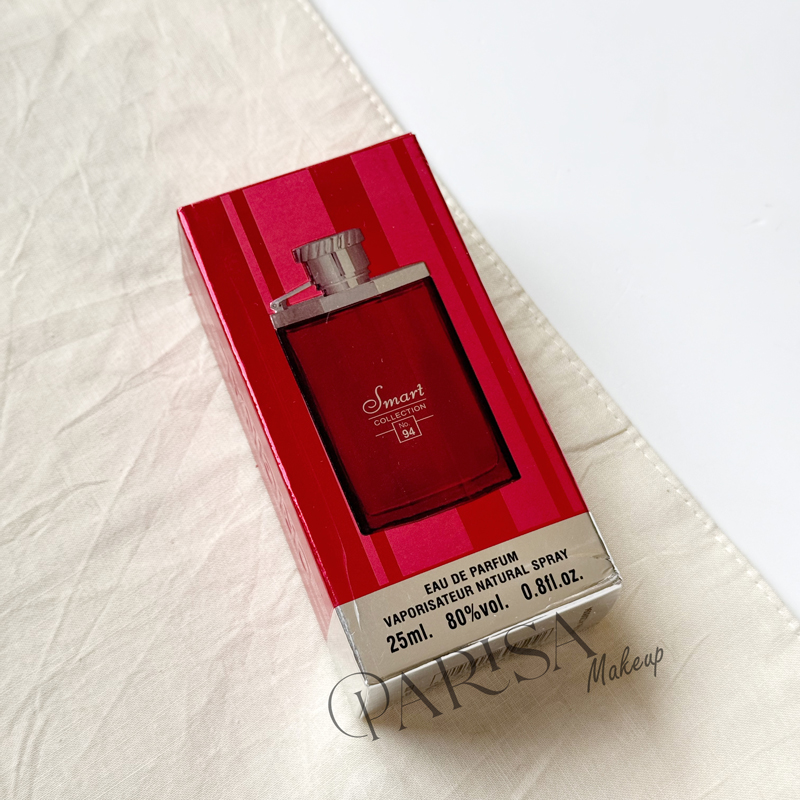 Smart
COLLECTION
No.
94
EAU DE PARFUM
VAPORISATEUR NATURAL SPRAY
25ml. 80%vol. 0.8fl.oz.
PARISA
Makeup